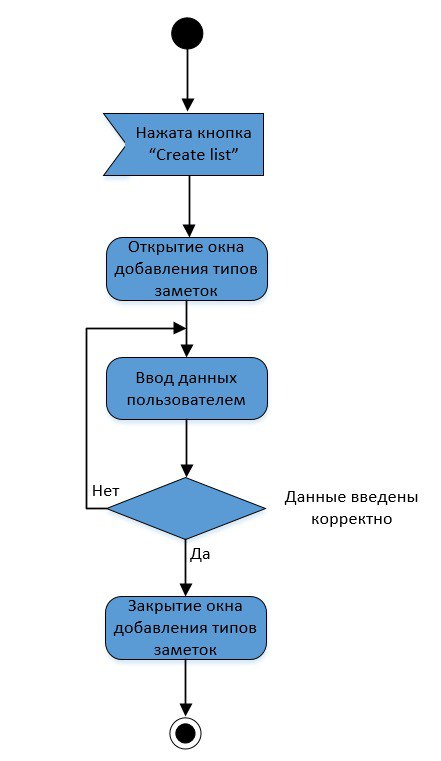 Нажата кнопка
“Create list”
Открытие окна
добавления типов
заметок
Ввод данных
пользователем
Нет
Данные введены
корректно
Да
Закрытие окна
добавления типов
заметок